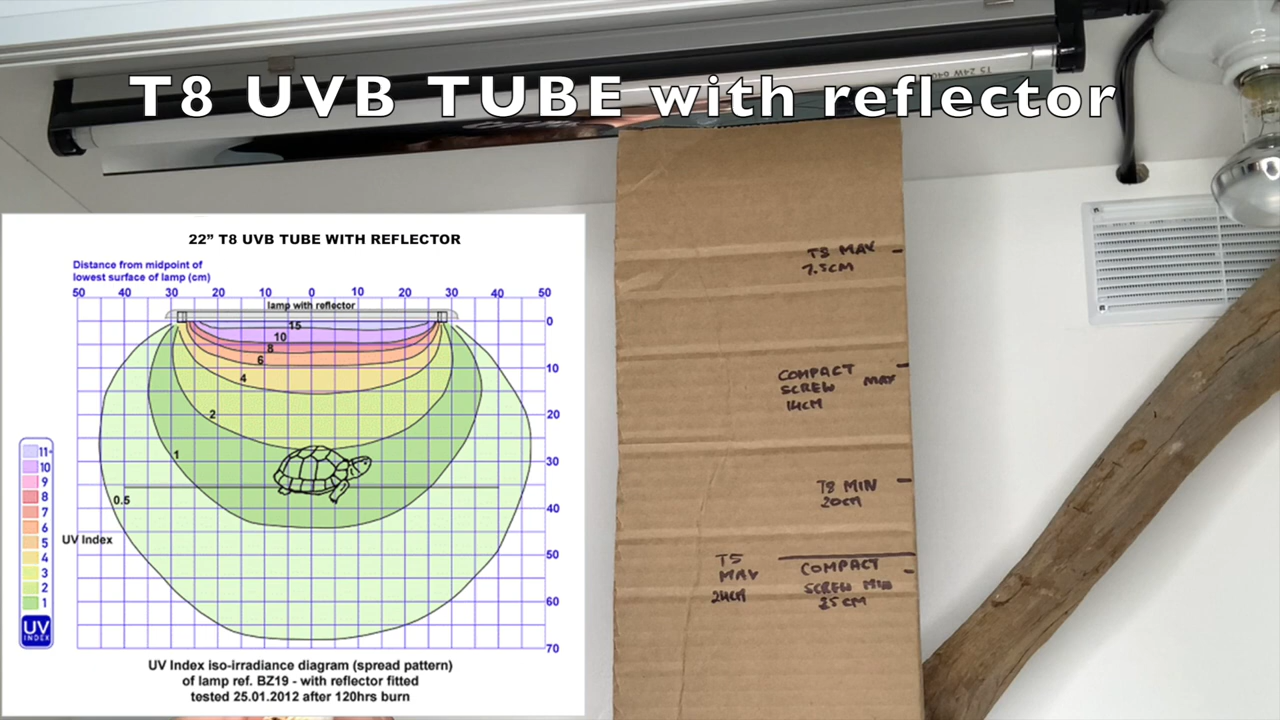 T8 UVB TUBE with reflector
T5 24W 640
22” T8 UVB TUBE WITH REFLECTOR
Distance from midpoint of
lowest surface of lamp (cm)
50 40 30 20 10 0 10 20 30 40 50
lamp with reflector
0
10
20
30
40
50
60
70
15
10
8
6
4
2
1
0.5
UV Index
11+
10
9
8
7
6
5
4
3
2
1
UV
INDEX
UV Index iso-irradiance diagram (spread pattern)
of lamp ref. BZ19 - with reflector fitted
tested 25.01.2012 after 120hrs burn
T8 MAX
7.5CM
COMPACT
SCREW MAX
14CM
T8 MIN
20CM
T5
MAX
24CM
COMPACT
SCREW MIN
25CM